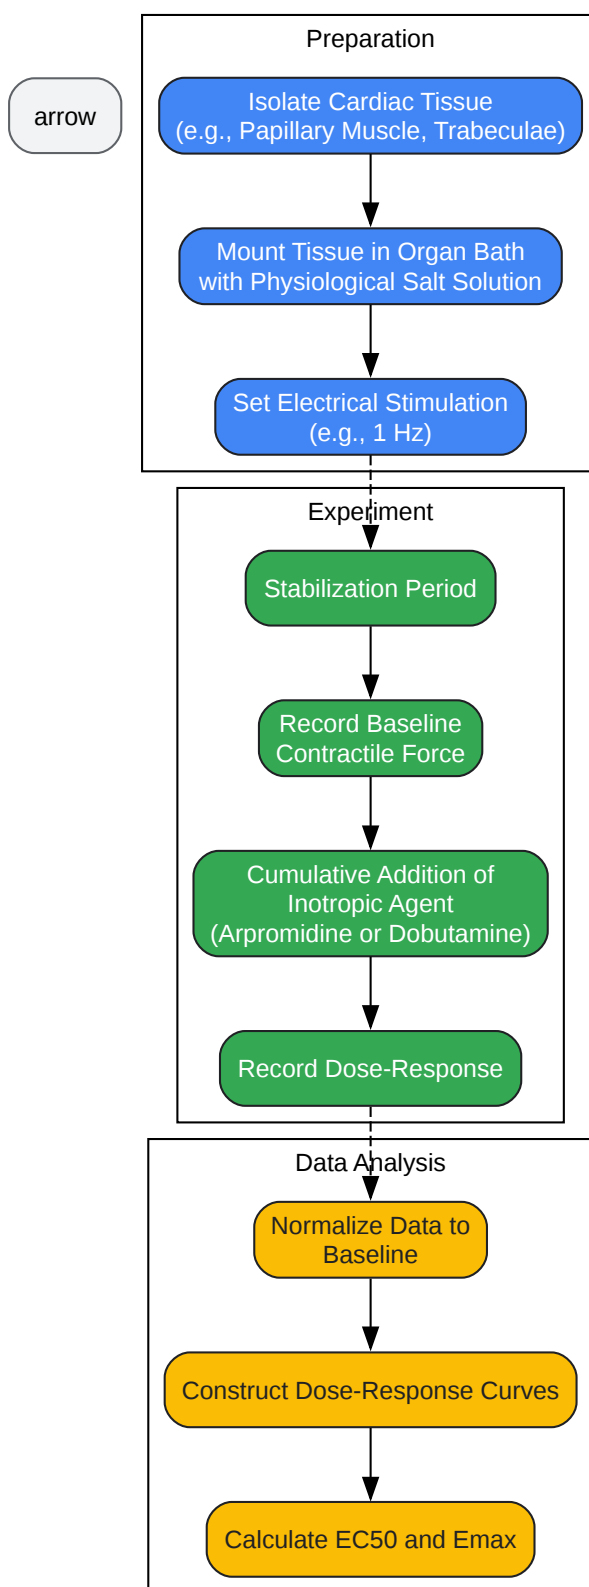 Preparation
arrow
Isolate Cardiac Tissue
(e.g., Papillary Muscle, Trabeculae)
Mount Tissue in Organ Bath
with Physiological Salt Solution
Set Electrical Stimulation
(e.g., 1 Hz)
Experiment
Stabilization Period
Record Baseline
Contractile Force
Cumulative Addition of
Inotropic Agent
(Arpromidine or Dobutamine)
Record Dose-Response
Data Analysis
Normalize Data to
Baseline
Construct Dose-Response Curves
Calculate EC50 and Emax